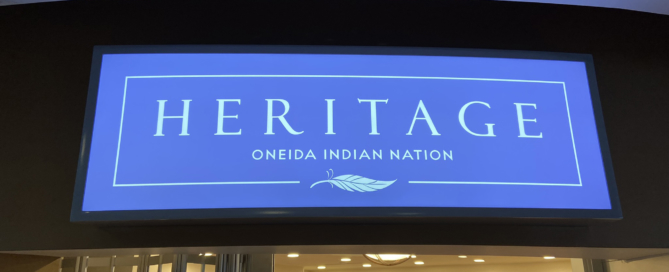 HERITAGE
ONEIDA INDIAN NATION